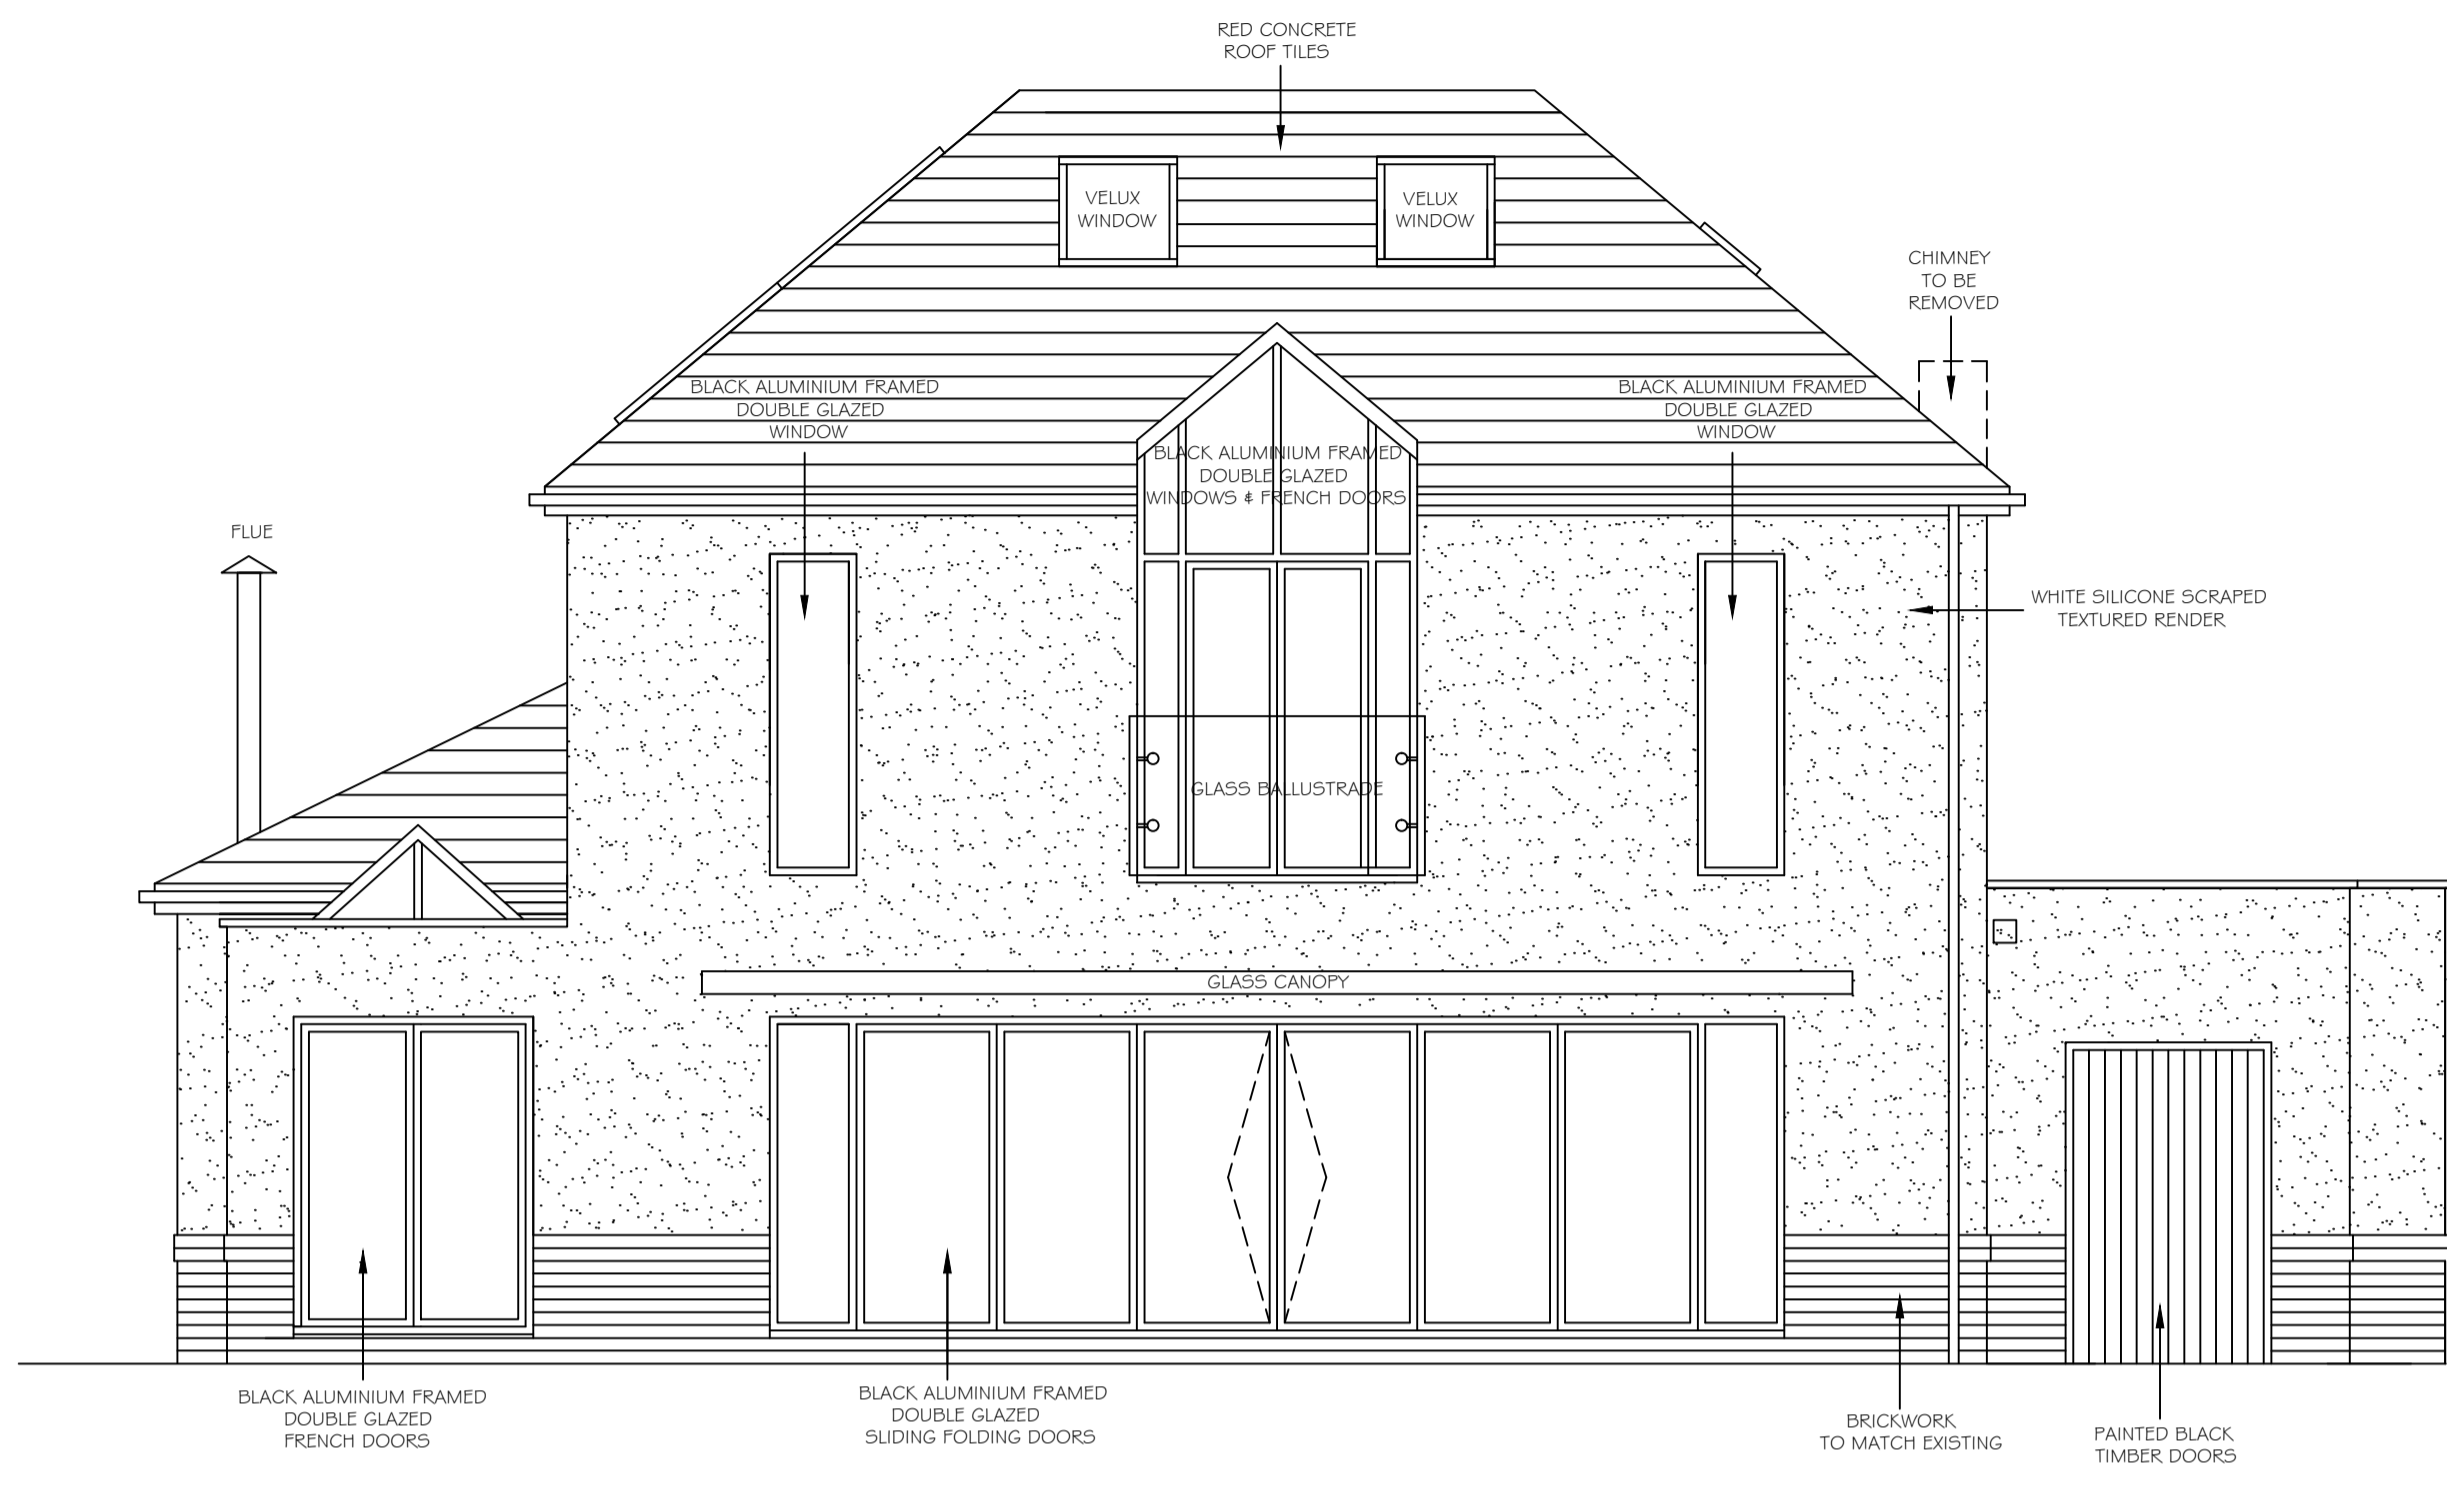 RED CONCRETE
ROOF TILES
VELUX
WINDOW
VELUX
WINDOW
CHIMNEY
TO BE
REMOVED
BLACK ALUMINIUM FRAMED
DOUBLE GLAZED
WINDOW
BLACK ALUMINIUM FRAMED
DOUBLE GLAZED
WINDOW
BLACK ALUMINIUM FRAMED
DOUBLE GLAZED
WINDOWS & FRENCH DOORS
FLUE
WHITE SILICONE SCRAPED
TEXTURED RENDER
GLASS BALLUSTRADE
GLASS CANOPY
BLACK ALUMINIUM FRAMED
DOUBLE GLAZED
FRENCH DOORS
BLACK ALUMINIUM FRAMED
DOUBLE GLAZED
SLIDING FOLDING DOORS
BRICKWORK
TO MATCH EXISTING
PAINTED BLACK
TIMBER DOORS